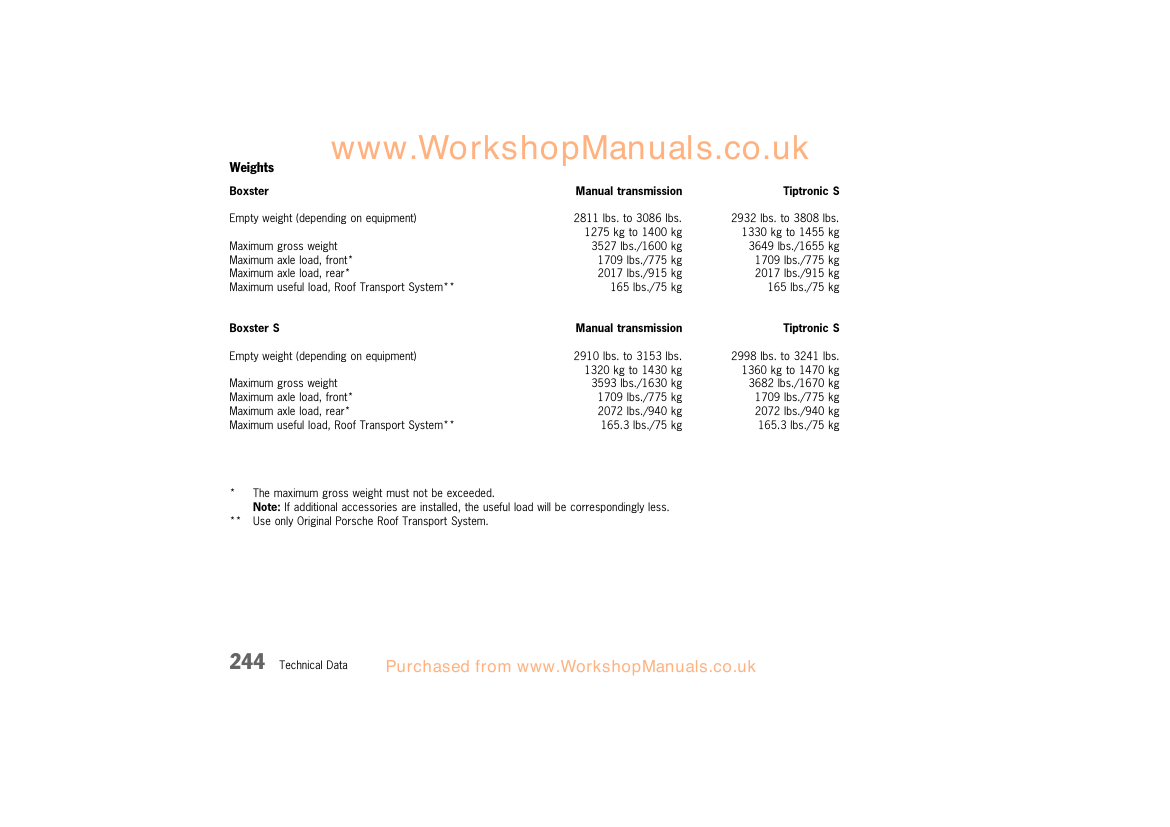 www.WorkshopManuals.co.uk
Weights
Boxster Manual transmission Tiptronic S
Empty weight (depending on equipment) 2811 lbs. to 3086 lbs. 2932 lbs. to 3808 lbs.
1275 kg to 1400 kg 1330 kg to 1455 kg
Maximum gross weight 3527 lbs./1600 kg 3649 lbs./1655 kg
Maximum axle load, front* 1709 lbs./775 kg 1709 lbs./775 kg
Maximum axle load, rear* 2017 lbs./915 kg 2017 lbs./915 kg
Maximum useful load, Roof Transport System** 165 lbs./75 kg 165 lbs./75 kg
Boxster S Manual transmission Tiptronic S
Empty weight (depending on equipment) 2910 lbs. to 3153 lbs. 2998 lbs. to 3241 lbs.
1320 kg to 1430 kg 1360 kg to 1470 kg
Maximum gross weight 3593 lbs./1630 kg 3682 lbs./1670 kg
Maximum axle load, front* 1709 lbs./775 kg 1709 lbs./775 kg
Maximum axle load, rear* 2072 lbs./940 kg 2072 lbs./940 kg
Maximum useful load, Roof Transport System** 165.3 lbs./75 kg 165.3 lbs./75 kg
* The maximum gross weight must not be exceeded.
Note: If additional accessories are installed, the useful load will be correspondingly less.
** Use only Original Porsche Roof Transport System.
244 Technical Data Purchased from www.WorkshopManuals.co.uk